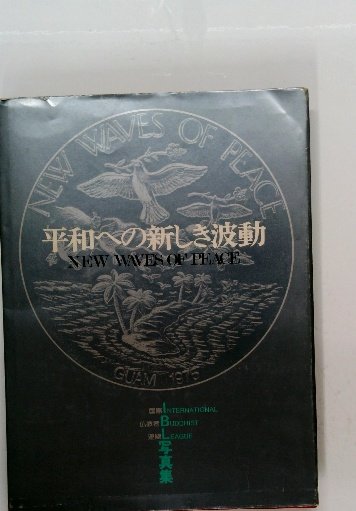 NEW WAVES OF PEACE
平和への新しき波動
NEW WAVES OF PEACE
GUAM 1975
国際 INTERNATIONAL
仏教者 BUDDHIST
連盟 LEAGUE
写真集